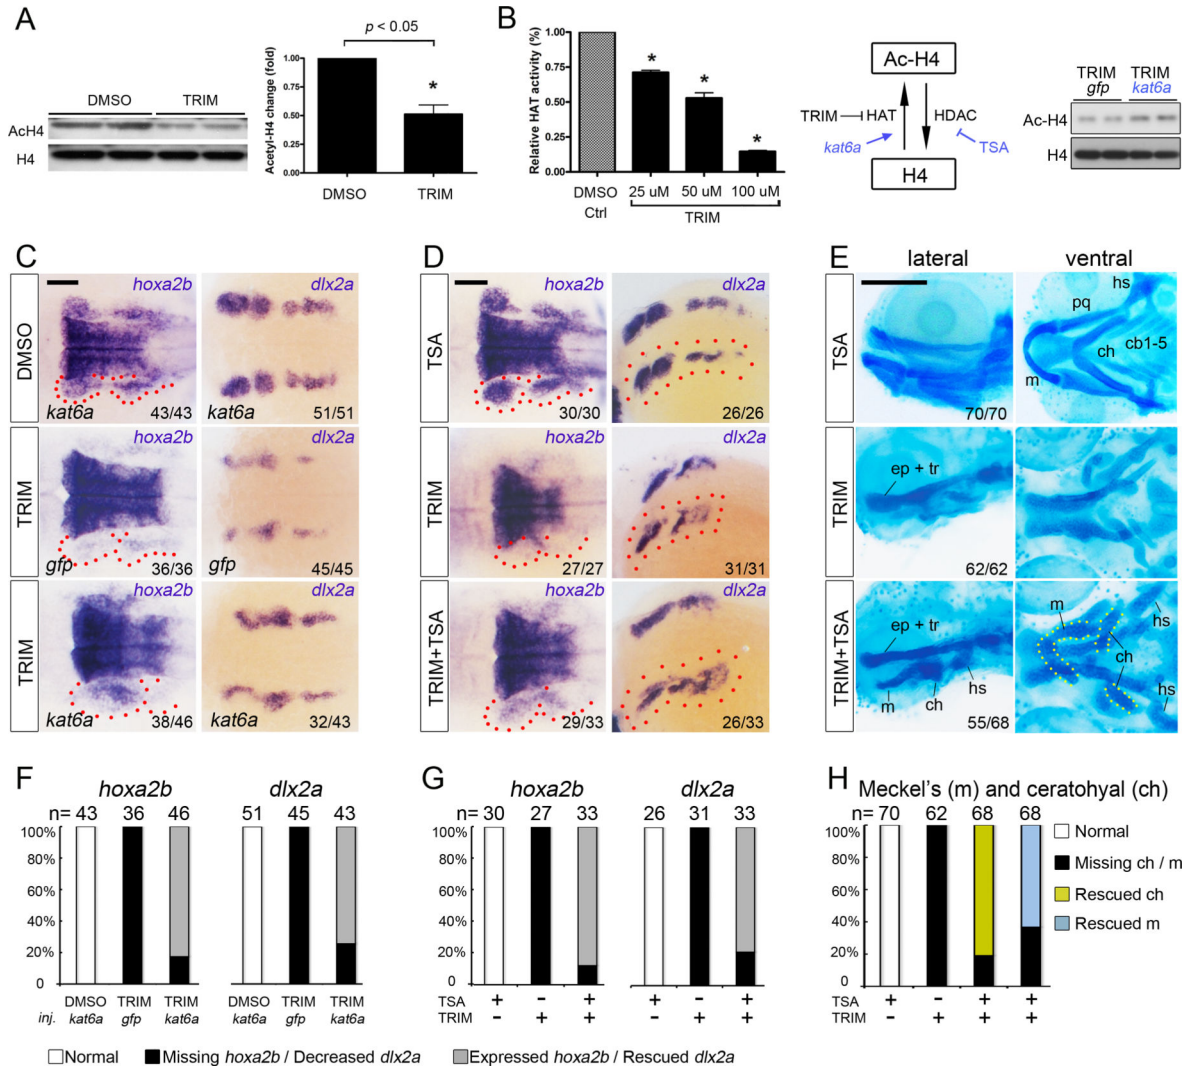 A
DMSO TRIM
AcH4
H4
p < 0.05
Acetyl-H4 change (fold)
1.00
0.75
0.50
0.25
0.00
*
DMSO TRIM
B
Relative HAT activity (%)
1.00
0.75
0.50
0.25
0.00
* * *
DMSO 25 uM 50 uM 100 uM
Ctrl TRIM
Ac-H4
TRIM HAT HDAC
kat6a TSA
H4
TRIM TRIM
gfp kat6a
Ac-H4
H4
C
DMSO
hoxa2b dlx2a
kat6a 43/43 kat6a 51/51
TRIM
hoxa2b dlx2a
gfp 36/36 gfp 45/45
TRIM
hoxa2b dlx2a
kat6a 38/46 kat6a 32/43
D
TSA
hoxa2b dlx2a
30/30 26/26
TRIM
hoxa2b dlx2a
27/27 31/31
TRIM+TSA
hoxa2b dlx2a
29/33 26/33
E lateral ventral
TSA
hs
pq
ch cb1-5
m
70/70
TRIM
ep + tr
62/62
TRIM+TSA
ep + tr
m ch hs
55/68
m
hs
ch
hs
F
hoxa2b dlx2a
n= 43 36 46 51 45 43
100%
80%
60%
40%
20%
0
DMSO TRIM TRIM DMSO TRIM TRIM
inj. kat6a gfp kat6a kat6a gfp kat6a
G
hoxa2b dlx2a
n= 30 27 33 26 31 33
100%
80%
60%
40%
20%
0
TSA + - + + - +
TRIM - + + - + +
H Meckel's (m) and ceratohyal (ch)
n= 70 62 68 68
100%
80%
60%
40%
20%
0
TSA + - + +
TRIM - + + +
Normal
Missing ch / m
Rescued ch
Rescued m
Normal Missing hoxa2b / Decreased dlx2a Expressed hoxa2b / Rescued dlx2a